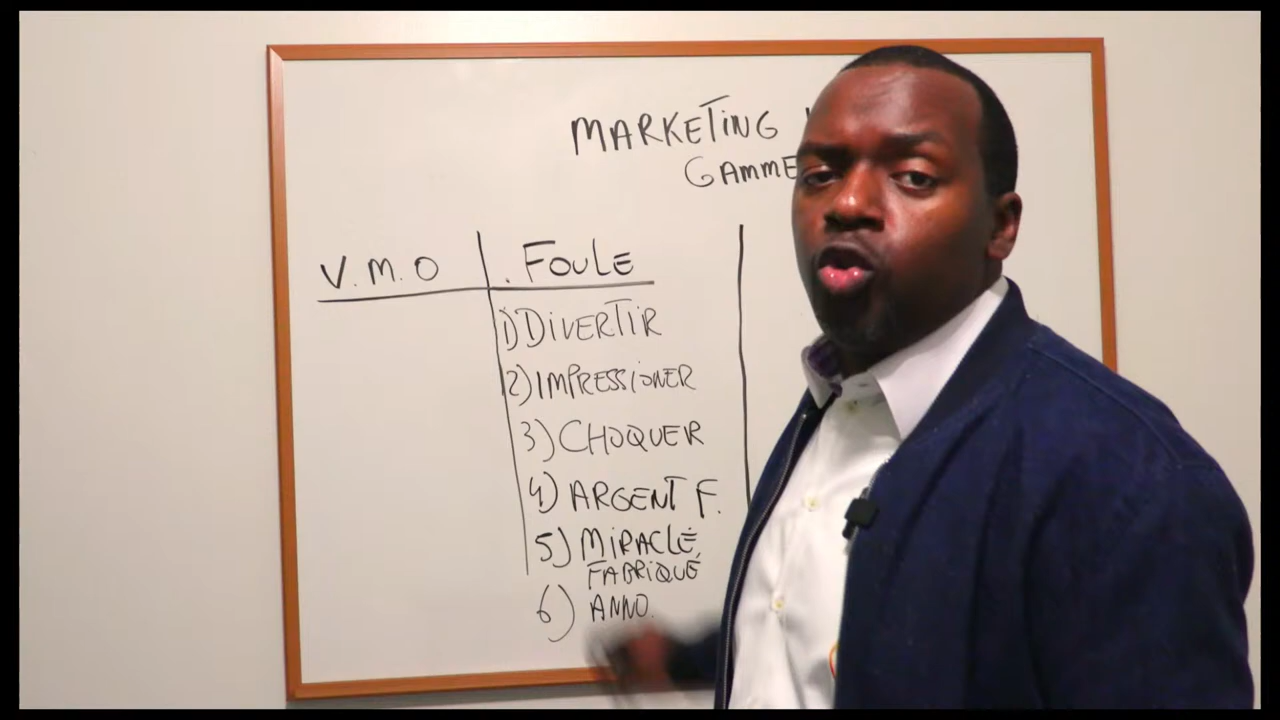 MARKETiNG
GAMME
V.M.O
. FOULE
1) DiVERTiR
2) IMPRESSiONER
3) CHOQUER
4) ARGENT F.
5) MiRACLE
FABRiQUÉ
6) ANNO.